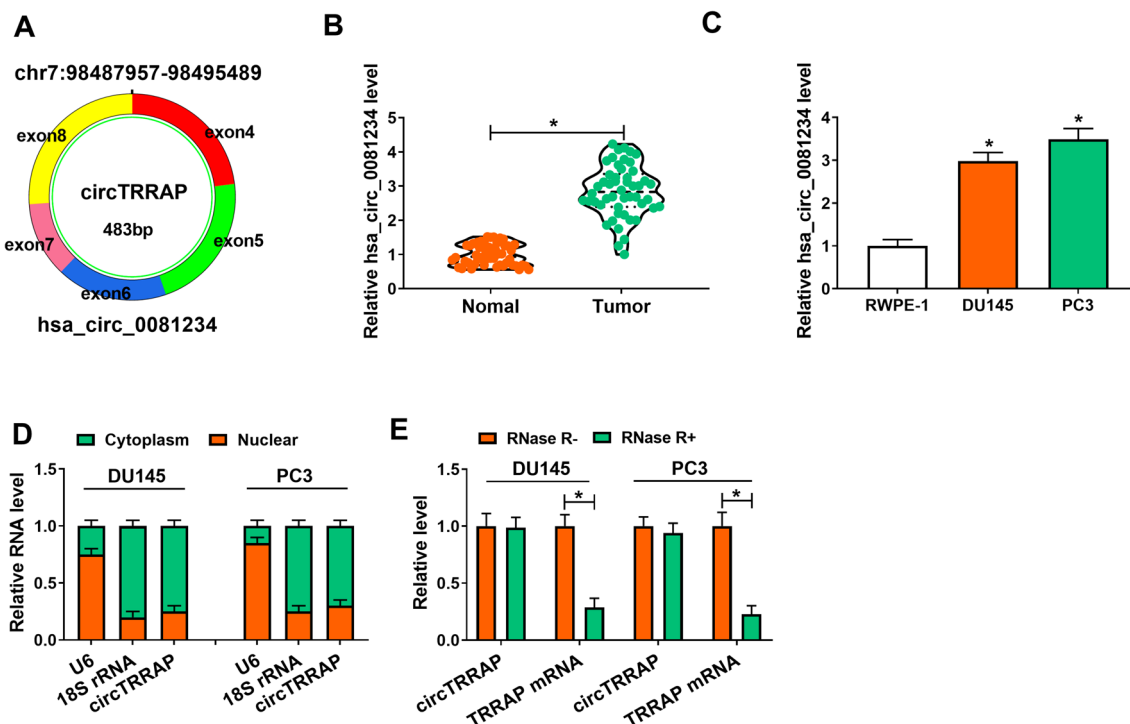 A
chr7:98487957-98495489
exon8
exon4
circTRRAP
483bp
exon7
exon5
exon6
hsa_circ_0081234
B
Relative hsa_circ_0081234 level
5
4
3
2
1
0
*
Nomal
Tumor
C
Relative hsa_circ_0081234 level
4
3
2
1
0
*
*
RWPE-1
DU145
PC3
D
Cytoplasm
Nuclear
DU145
PC3
Relative RNA level
1.5
1.0
0.5
0.0
U6
18S rRNA
circTRRAP
U6
18S rRNA
circTRRAP
E
RNase R-
RNase R+
DU145
PC3
Relative level
1.5
1.0
0.5
0.0
*
*
circTRRAP
TRRAP mRNA
circTRRAP
TRRAP mRNA